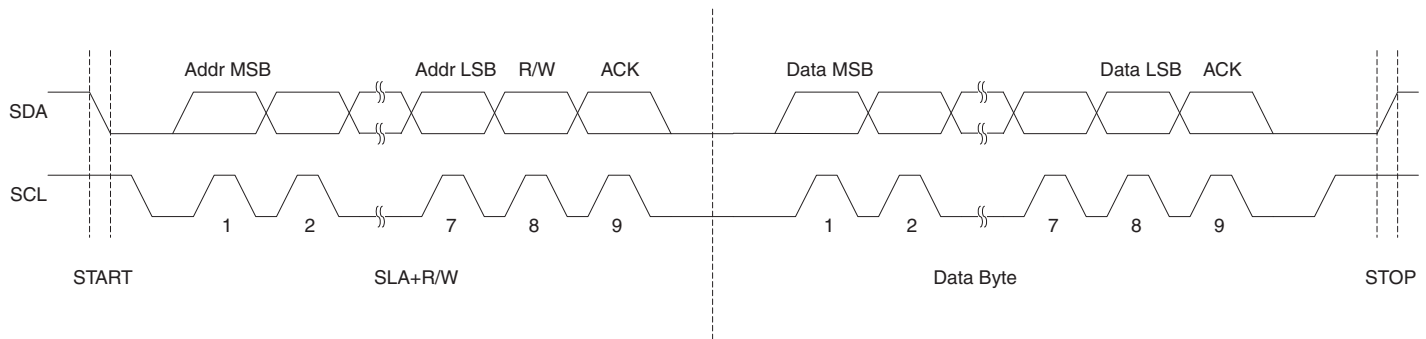 Addr MSB Addr LSB R/W ACK Data MSB Data LSB ACK
SDA
SCL
1 2 7 8 9 1 2 7 8 9
START SLA+R/W Data Byte STOP